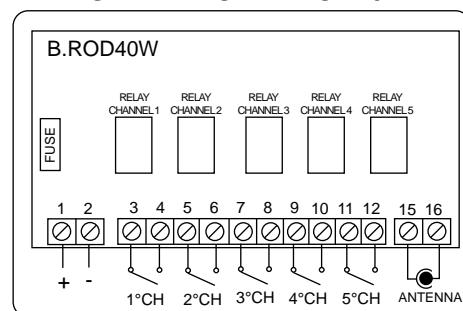 B.ROD40W
RELAY CHANNEL1
RELAY CHANNEL2
RELAY CHANNEL3
RELAY CHANNEL4
RELAY CHANNEL5
FUSE
1 2 3 4 5 6 7 8 9 10 11 12 15 16
+ -
1°CH 2°CH 3°CH 4°CH 5°CH ANTENNA